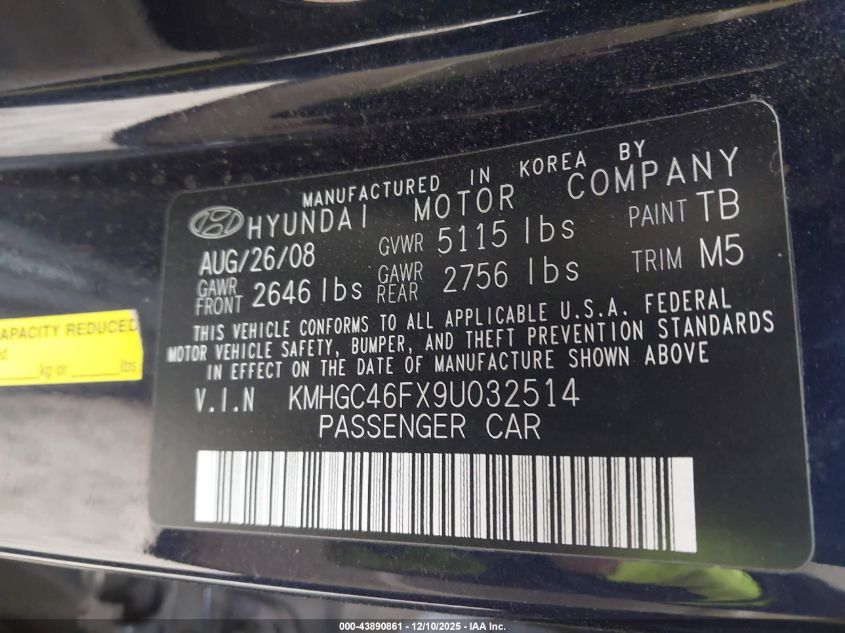 MANUFACTURED IN KOREA BY
HYUNDAI MOTOR COMPANY
AUG/26/08 GVWR 5115 lbs PAINT TB
GAWR FRONT 2646 lbs GAWR REAR 2756 lbs TRIM M5
THIS VEHICLE CONFORMS TO ALL APPLICABLE U.S.A. FEDERAL
MOTOR VEHICLE SAFETY, BUMPER, AND THEFT PREVENTION STANDARDS
IN EFFECT ON THE DATE OF MANUFACTURE SHOWN ABOVE
V.I.N KMHGC46FX9U032514
PASSENGER CAR
APACITY REDUCED
kg or lbs
000-43890861 - 12/10/2025 - IAA Inc.